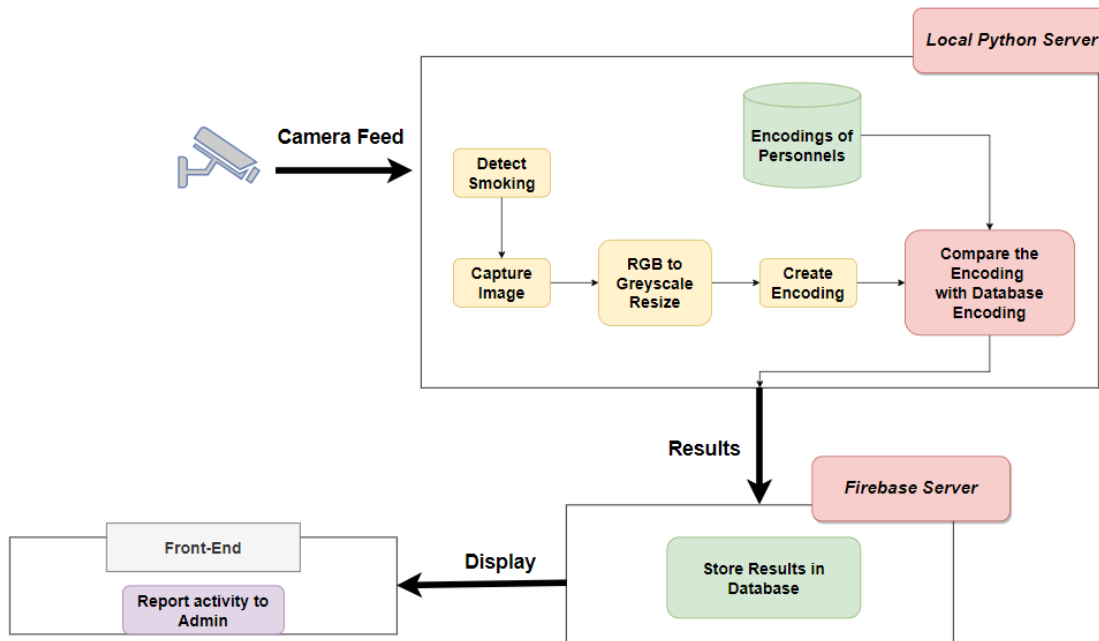 Local Python Server
Camera Feed
Encodings of
Personnels
Detect
Smoking
Capture
Image
RGB to
Greyscale
Resize
Create
Encoding
Compare the
Encoding
with Database
Encoding
Results
Firebase Server
Store Results in
Database
Display
Front-End
Report activity to
Admin